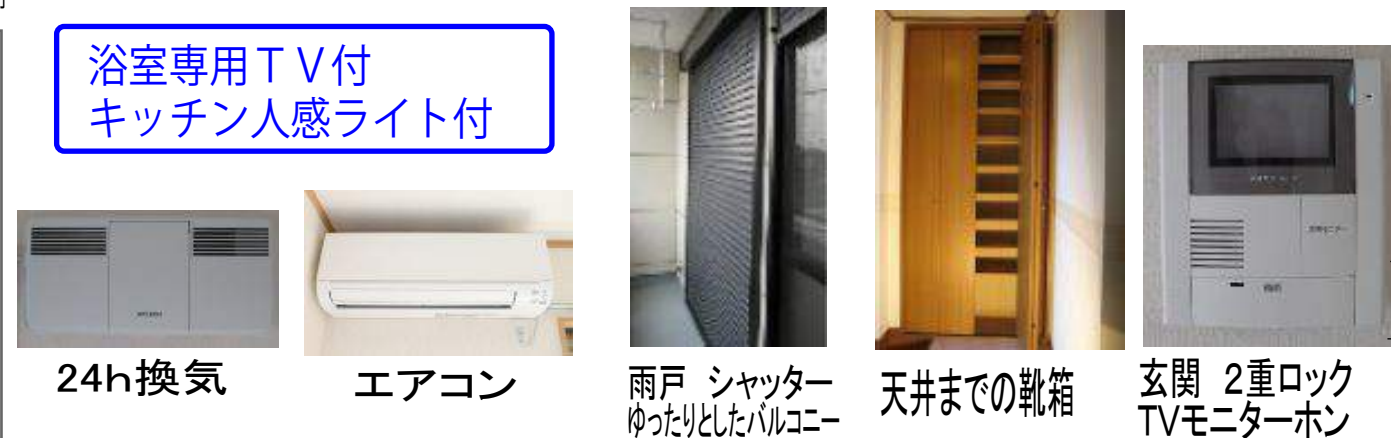 浴室専用ＴＶ付
キッチン人感ライト付
24h換気
エアコン
雨戸　シャッター
ゆったりとしたバルコニー
天井までの靴箱
玄関　2重ロック
TVモニターホン